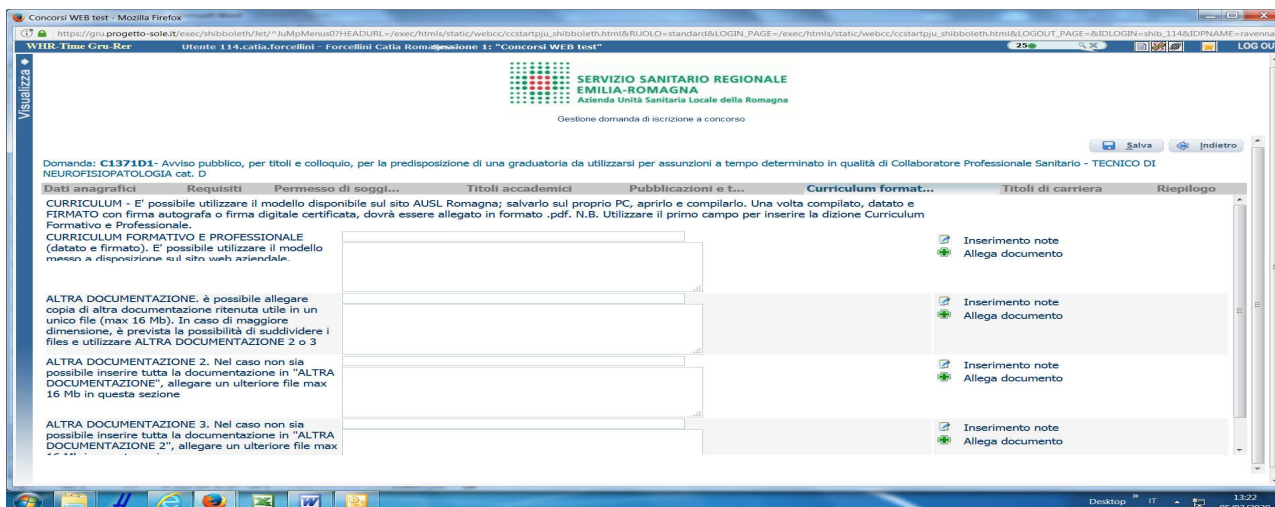 Concorsi WEB test - Mozilla Firefox
https://gru.progetto-sole.it/exec/shibboleth/Jet/^JuMpMenus0?HEADURL=/exec/htmls/static/webcc/ccstartpju_shibboleth.html&RUOLO=standard&LOGIN_PAGE=/exec/htmls/static/webcc/ccstartpju_shibboleth.html&LOGOUT_PAGE=&IDLOGIN=shib_114&IDPNAME=ravenna
WHR-Time Gru-Rer Utente 114.catia.forcellini - Forcellini Catia Romagna 1: "Concorsi WEB test" 25 LOG OU
Visualizza
SERVIZIO SANITARIO REGIONALE
EMILIA-ROMAGNA
Azienda Unità Sanitaria Locale della Romagna
Gestione domanda di iscrizione a concorso
Salva Indietro
Domanda: C1371D1- Avviso pubblico, per titoli e colloquio, per la predisposizione di una graduatoria da utilizzarsi per assunzioni a tempo determinato in qualità di Collaboratore Professionale Sanitario - TECNICO DI
NEUROFISIOPATOLOGIA cat. D
Dati anagrafici Requisiti Permesso di soggi... Titoli accademici Pubblicazioni e t... Curriculum format... Titoli di carriera Riepilogo
CURRICULUM - E' possibile utilizzare il modello disponibile sul sito AUSL Romagna; salvarlo sul proprio PC, aprirlo e compilarlo. Una volta compilato, datato e
FIRMATO con firma autografa o firma digitale certificata, dovrà essere allegato in formato .pdf. N.B. Utilizzare il primo campo per inserire la dizione Curriculum
Formativo e Professionale.
CURRICULUM FORMATIVO E PROFESSIONALE
(datato e firmato). E' possibile utilizzare il modello
messo a disposizione sul sito web aziendale.
Inserimento note
Allega documento
ALTRA DOCUMENTAZIONE. è possibile allegare
copia di altra documentazione ritenuta utile in un
unico file (max 16 Mb). In caso di maggiore
dimensione, è prevista la possibilità di suddividere i
files e utilizzare ALTRA DOCUMENTAZIONE 2 o 3
Inserimento note
Allega documento
ALTRA DOCUMENTAZIONE 2. Nel caso non sia
possibile inserire tutta la documentazione in "ALTRA
DOCUMENTAZIONE", allegare un ulteriore file max
16 Mb in questa sezione
Inserimento note
Allega documento
ALTRA DOCUMENTAZIONE 3. Nel caso non sia
possibile inserire tutta la documentazione in "ALTRA
DOCUMENTAZIONE 2", allegare un ulteriore file max
Inserimento note
Allega documento
Desktop IT 13:22